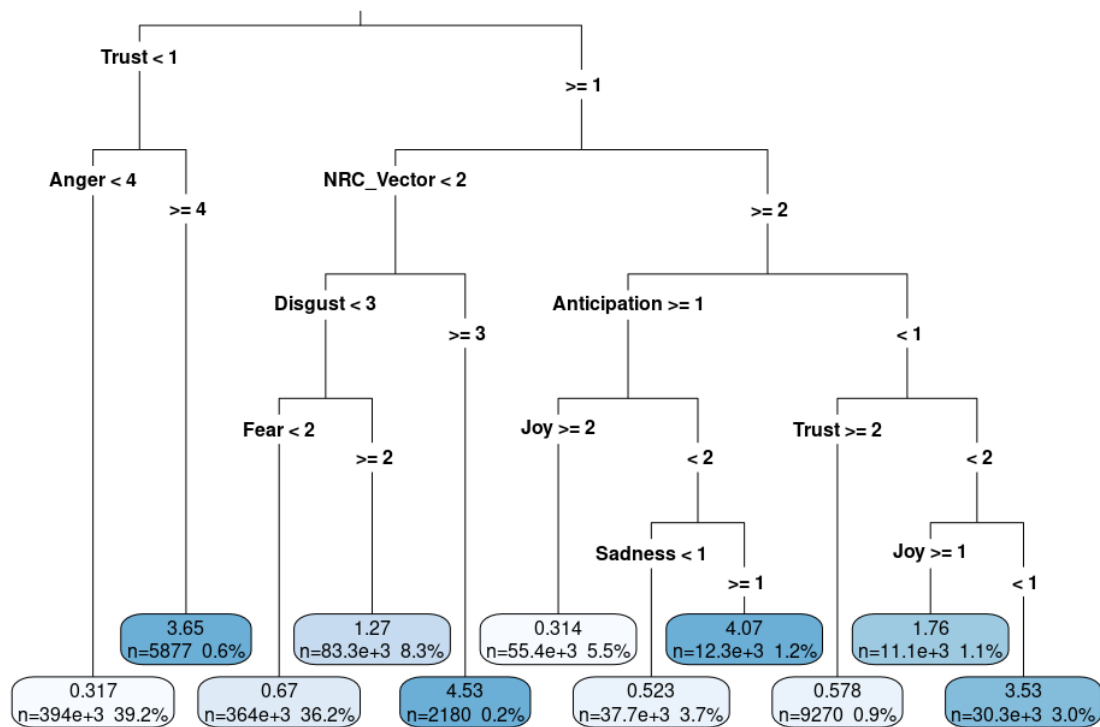 Trust < 1
>= 1
Anger < 4
>= 4
NRC_Vector < 2
>= 2
Disgust < 3
>= 3
Anticipation >= 1
< 1
Fear < 2
>= 2
Joy >= 2
< 2
Trust >= 2
< 2
Sadness < 1
>= 1
Joy >= 1
< 1
3.65
n=5877 0.6%
1.27
n=83.3e+3 8.3%
0.314
n=55.4e+3 5.5%
4.07
n=12.3e+3 1.2%
1.76
n=11.1e+3 1.1%
0.317
n=394e+3 39.2%
0.67
n=364e+3 36.2%
4.53
n=2180 0.2%
0.523
n=37.7e+3 3.7%
0.578
n=9270 0.9%
3.53
n=30.3e+3 3.0%